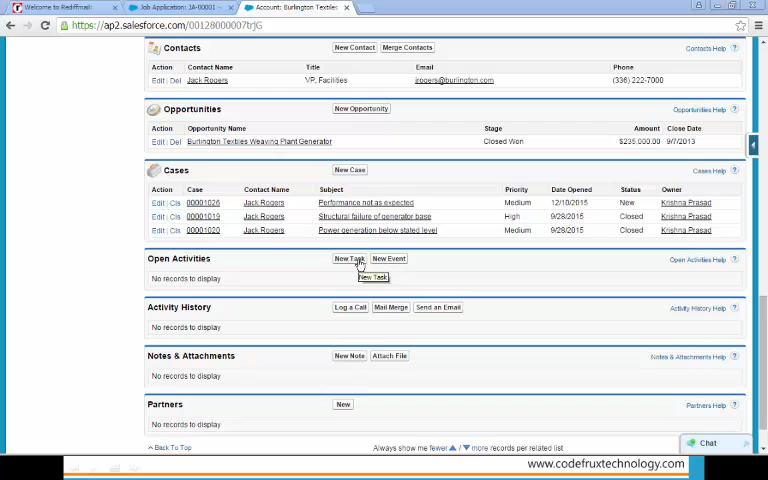 Welcome to Rediffmail:
Job Application: JA-00001
Account: Burlington Textiles
https://ap2.salesforce.com/00128000007trJG
Contacts
New Contact
Merge Contacts
Contacts Help ?
Action Contact Name Title Email Phone
Edit | Del Jack Rogers VP, Facilities jrogers@burlington.com (336) 222-7000
Opportunities
New Opportunity
Opportunities Help ?
Action Opportunity Name Stage Amount Close Date
Edit | Del Burlington Textiles Weaving Plant Generator Closed Won $235,000.00 9/7/2013
Cases
New Case
Cases Help ?
Action Case Contact Name Subject Priority Date Opened Status Owner
Edit | Cls 00001026 Jack Rogers Performance not as expected Medium 12/10/2015 New Krishna Prasad
Edit | Cls 00001019 Jack Rogers Structural failure of generator base High 9/28/2015 Closed Krishna Prasad
Edit | Cls 00001020 Jack Rogers Power generation below stated level Medium 9/28/2015 Closed Krishna Prasad
Open Activities
New Task
New Event
Open Activities Help ?
New Task
No records to display
Activity History
Log a Call
Mail Merge
Send an Email
Activity History Help ?
No records to display
Notes & Attachments
New Note
Attach File
Notes & Attachments Help ?
No records to display
Partners
New
Partners Help ?
No records to display
Back To Top
Always show me fewer / more records per related list
Chat
www.codefruxtechnology.com